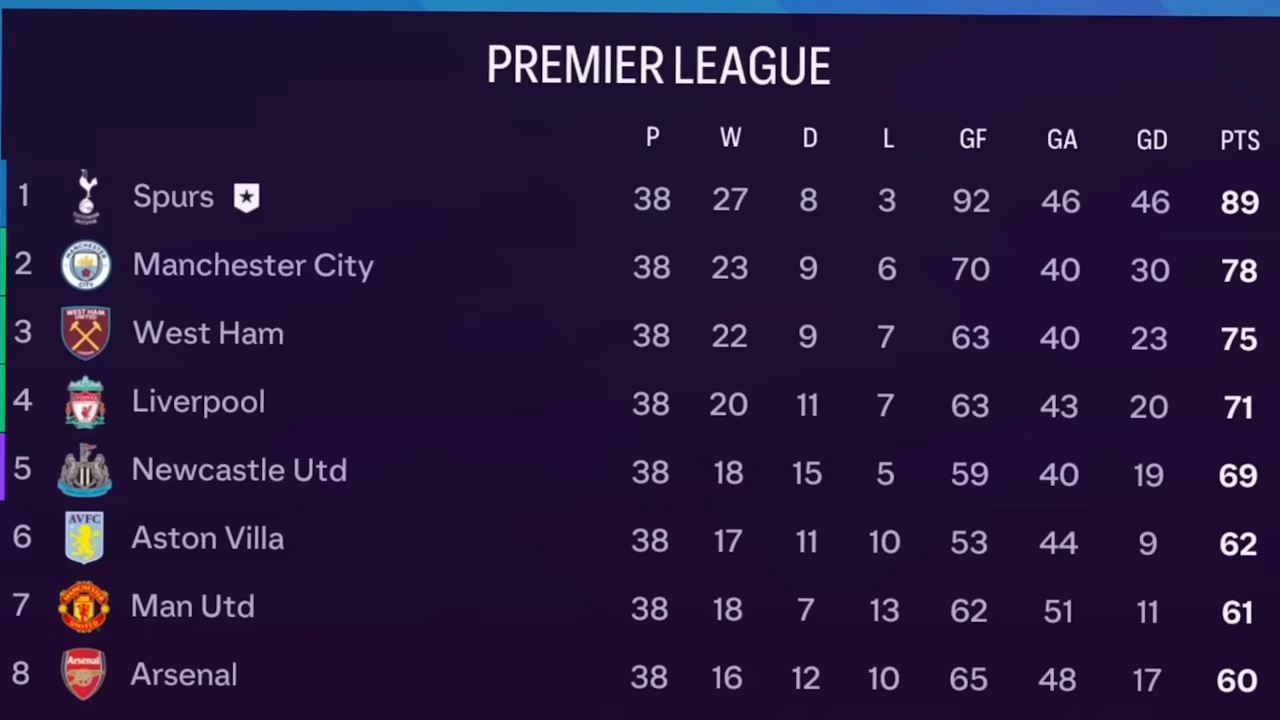 PREMIER LEAGUE
P W D L GF GA GD PTS
1 Spurs 38 27 8 3 92 46 46 89
2 Manchester City 38 23 9 6 70 40 30 78
3 West Ham 38 22 9 7 63 40 23 75
4 Liverpool 38 20 11 7 63 43 20 71
5 Newcastle Utd 38 18 15 5 59 40 19 69
6 AVFC Aston Villa 38 17 11 10 53 44 9 62
7 Man Utd 38 18 7 13 62 51 11 61
8 Arsenal Arsenal 38 16 12 10 65 48 17 60